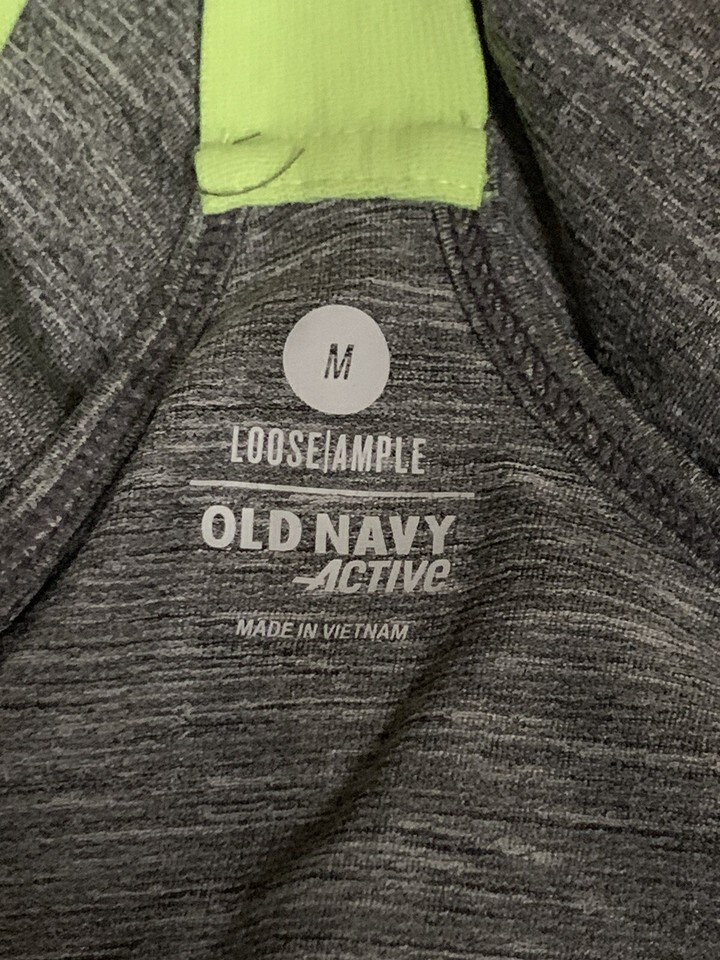 M
LOOSE|AMPLE
OLD NAVY
ACTIVE
MADE IN VIETNAM